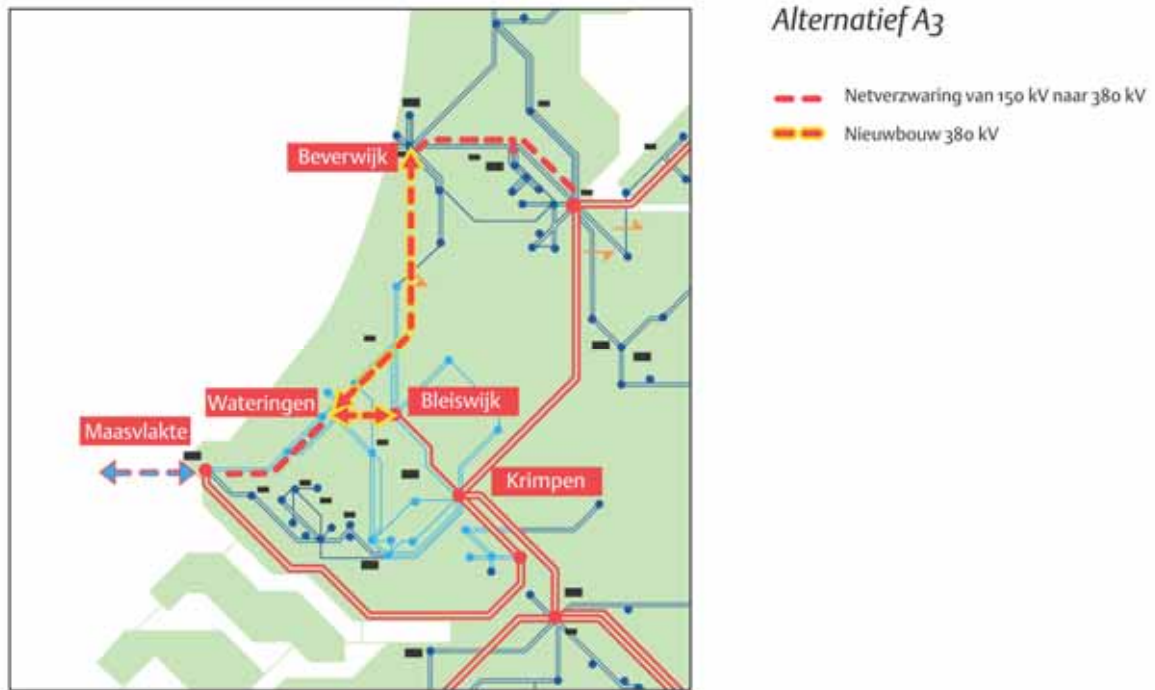 Alternatief A3
Netverzwaring van 150 kV naar 380 kV
Nieuwbouw 380 kV
Beverwijk
Wateringen
Bleiswijk
Maasvlakte
Krimpen